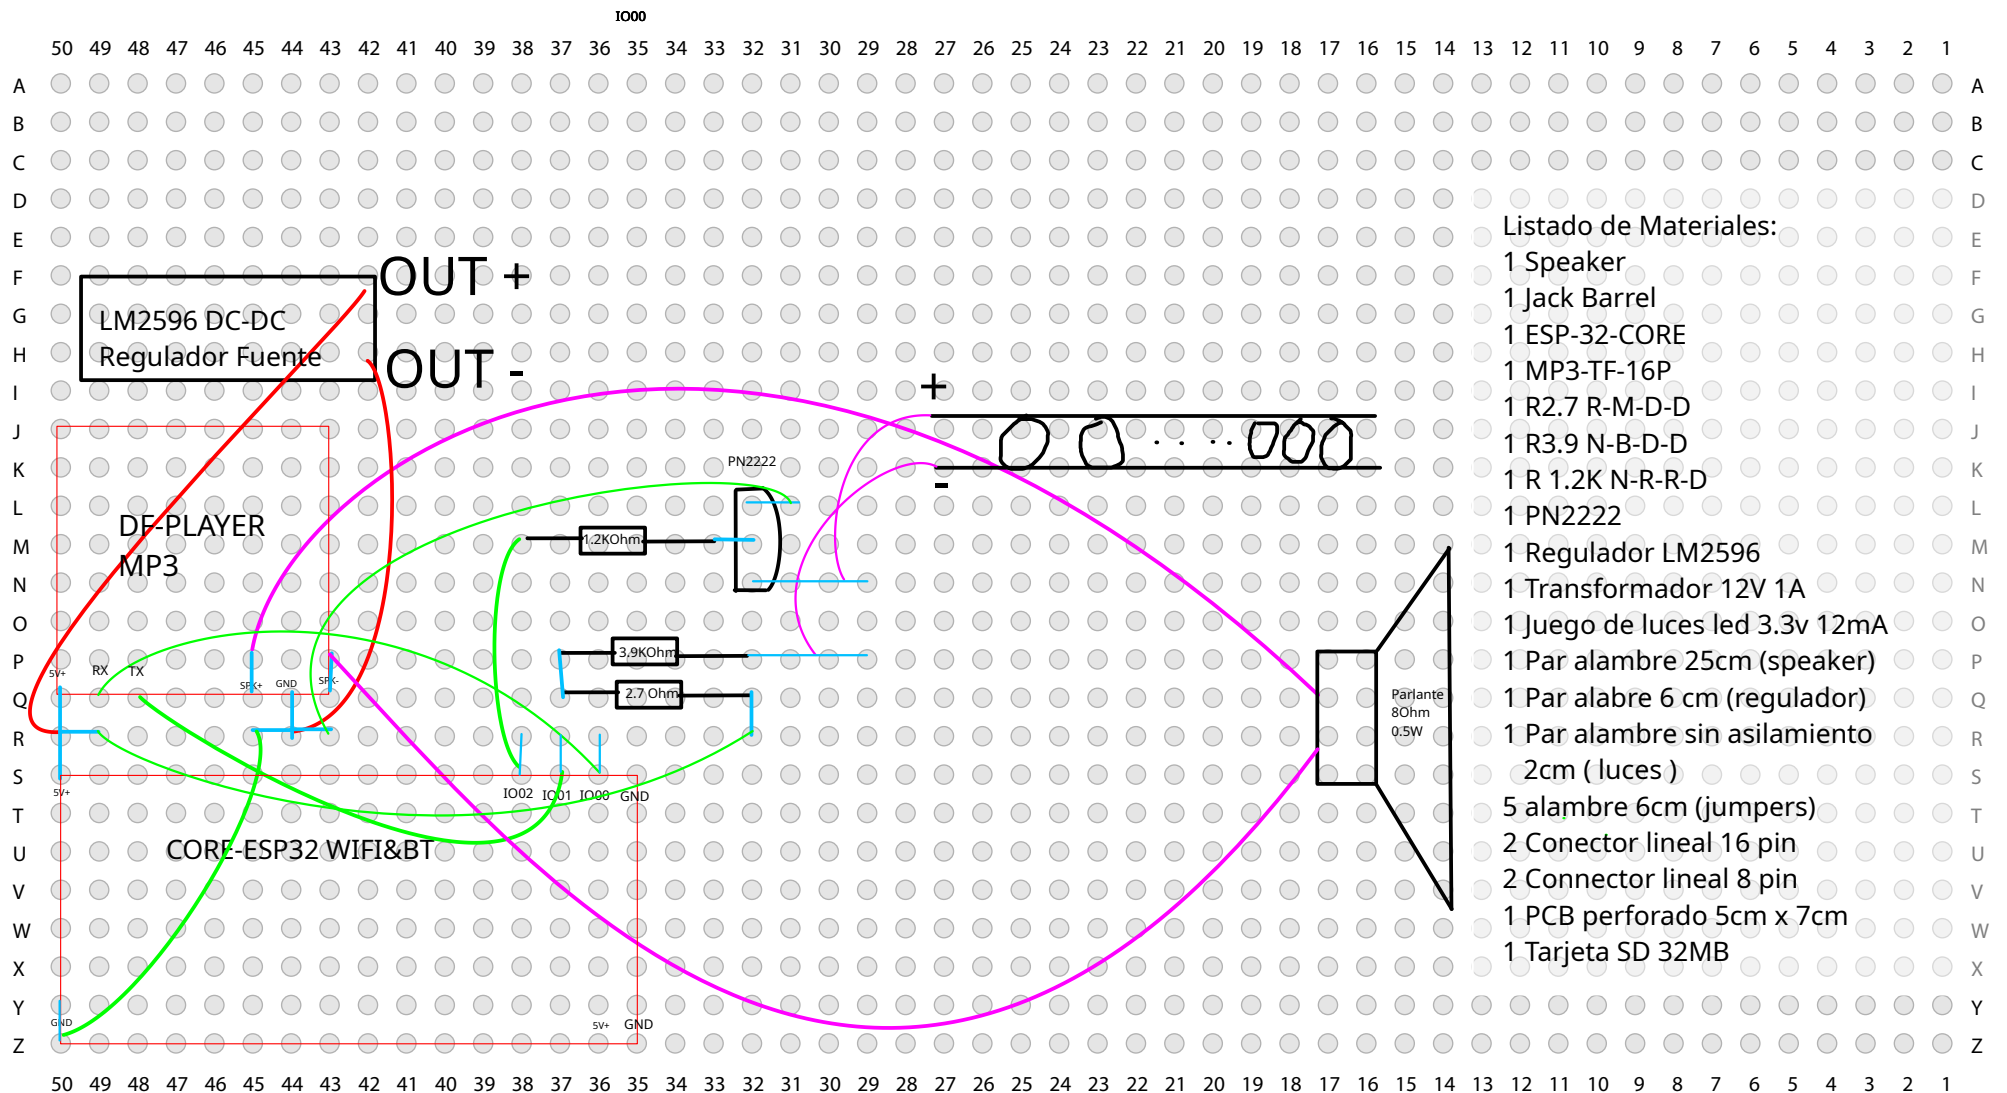 IO00
50 49 48 47 46 45 44 43 42 41 40 39 38 37 36 35 34 33 32 31 30 29 28 27 26 25 24 23 22 21 20 19 18 17 16 15 14 13 12 11 10 9 8 7 6 5 4 3 2 1
A A
B B
C C
D D
E E
F F
G G
H H
I I
J J
K K
L L
M M
N N
O O
P P
Q Q
R R
S S
T T
U U
V V
W W
X X
Y Y
Z Z
OUT +
LM2596 DC-DC
Regulador Fuente
OUT -
+
-
PN2222
DF-PLAYER
MP3
1.2KOhm
3.9KOhm
2.7 Ohm
5V+ RX TX SPK+ GND SPK-
Parlante
8Ohm
0.5W
5V+ IO02 IO01 IO00 GND
CORE-ESP32 WIFI&BT
GND 5V+ GND
Listado de Materiales:
1 Speaker
1 Jack Barrel
1 ESP-32-CORE
1 MP3-TF-16P
1 R2.7 R-M-D-D
1 R3.9 N-B-D-D
1 R 1.2K N-R-R-D
1 PN2222
1 Regulador LM2596
1 Transformador 12V 1A
1 Juego de luces led 3.3v 12mA
1 Par alambre 25cm (speaker)
1 Par alabre 6 cm (regulador)
1 Par alambre sin asilamiento
2cm ( luces )
5 alambre 6cm (jumpers)
2 Conector lineal 16 pin
2 Connector lineal 8 pin
1 PCB perforado 5cm x 7cm
1 Tarjeta SD 32MB
50 49 48 47 46 45 44 43 42 41 40 39 38 37 36 35 34 33 32 31 30 29 28 27 26 25 24 23 22 21 20 19 18 17 16 15 14 13 12 11 10 9 8 7 6 5 4 3 2 1